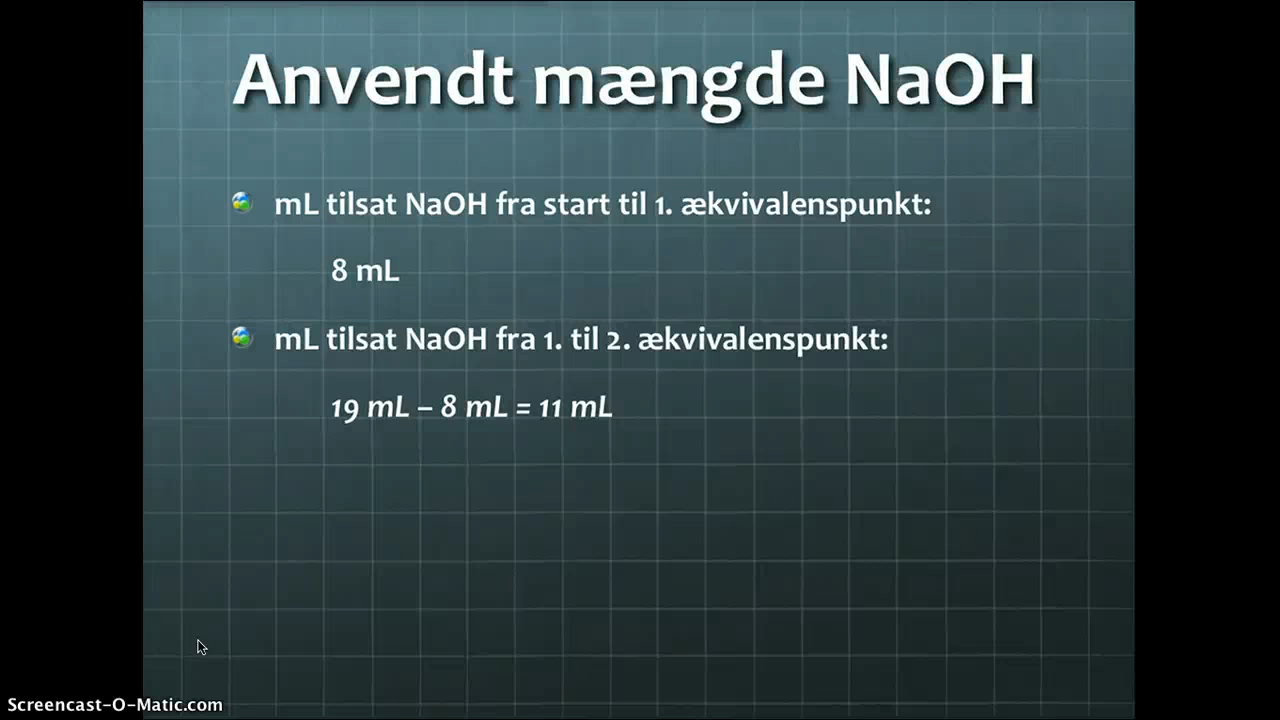 Anvendt mængde NaOH
mL tilsat NaOH fra start til 1. ækvivalenspunkt:
8 mL
mL tilsat NaOH fra 1. til 2. ækvivalenspunkt:
19 mL – 8 mL = 11 mL
Screencast-O-Matic.com